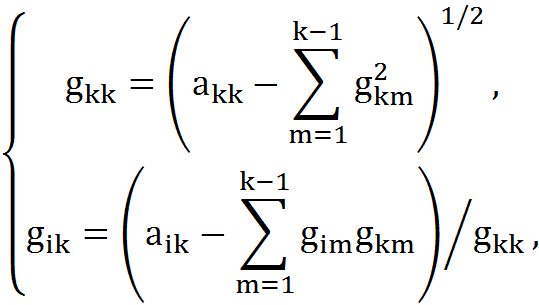 g_kk = (a_kk − ∑_{m=1}^{k−1} g_km^2)^{1/2} ,
g_ik = (a_ik − ∑_{m=1}^{k−1} g_im g_km) / g_kk ,